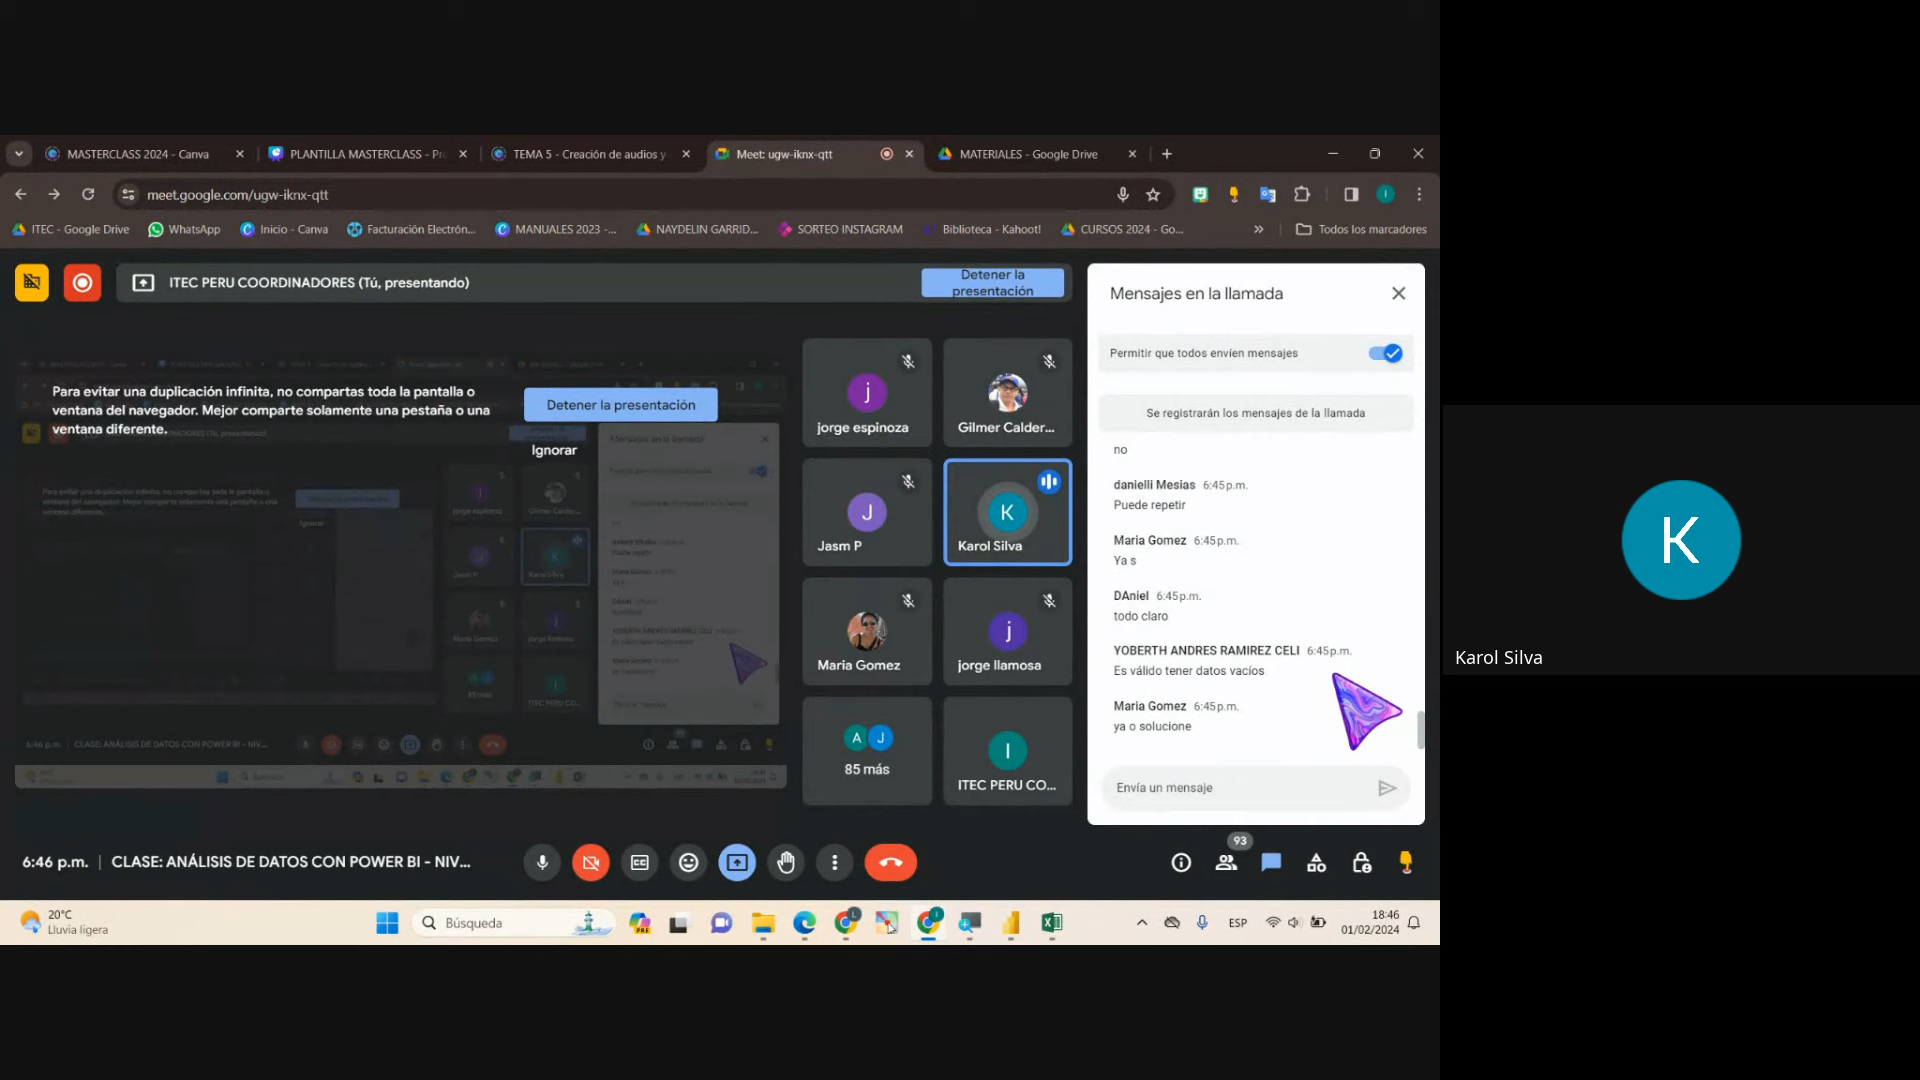 MASTERCLASS 2024 - Canva
PLANTILLA MASTERCLASS - Pr
TEMA 5 - Creación de audios y
Meet: ugw-iknx-qtt
MATERIALES - Google Drive
meet.google.com/ugw-iknx-qtt
ITEC - Google Drive
WhatsApp
Inicio - Canva
Facturación Electrón...
MANUALES 2023 -...
NAYDELIN GARRID...
SORTEO INSTAGRAM
Biblioteca - Kahoot!
CURSOS 2024 - Go...
Todos los marcadores
ITEC PERU COORDINADORES (Tú, presentando)
Detener la
presentación
Para evitar una duplicación infinita, no compartas toda la pantalla o
ventana del navegador. Mejor comparte solamente una pestaña o una
ventana diferente.
Detener la presentación
Ignorar
j
jorge espinoza
Gilmer Calder...
J
Jasm P
K
Karol Silva
Maria Gomez
j
jorge llamosa
A J
85 más
I
ITEC PERU CO...
Mensajes en la llamada
Permitir que todos envíen mensajes
Se registrarán los mensajes de la llamada
no
danielli Mesias 6:45 p.m.
Puede repetir
Maria Gomez 6:45 p.m.
Ya s
DAniel 6:45 p.m.
todo claro
YOBERTH ANDRES RAMIREZ CELI 6:45 p.m.
Es válido tener datos vacíos
Maria Gomez 6:45 p.m.
ya o solucione
Envía un mensaje
6:46 p.m. | CLASE: ANÁLISIS DE DATOS CON POWER BI - NIV...
93
20°C
Lluvia ligera
Búsqueda
ESP
18:46
01/02/2024
K
Karol Silva